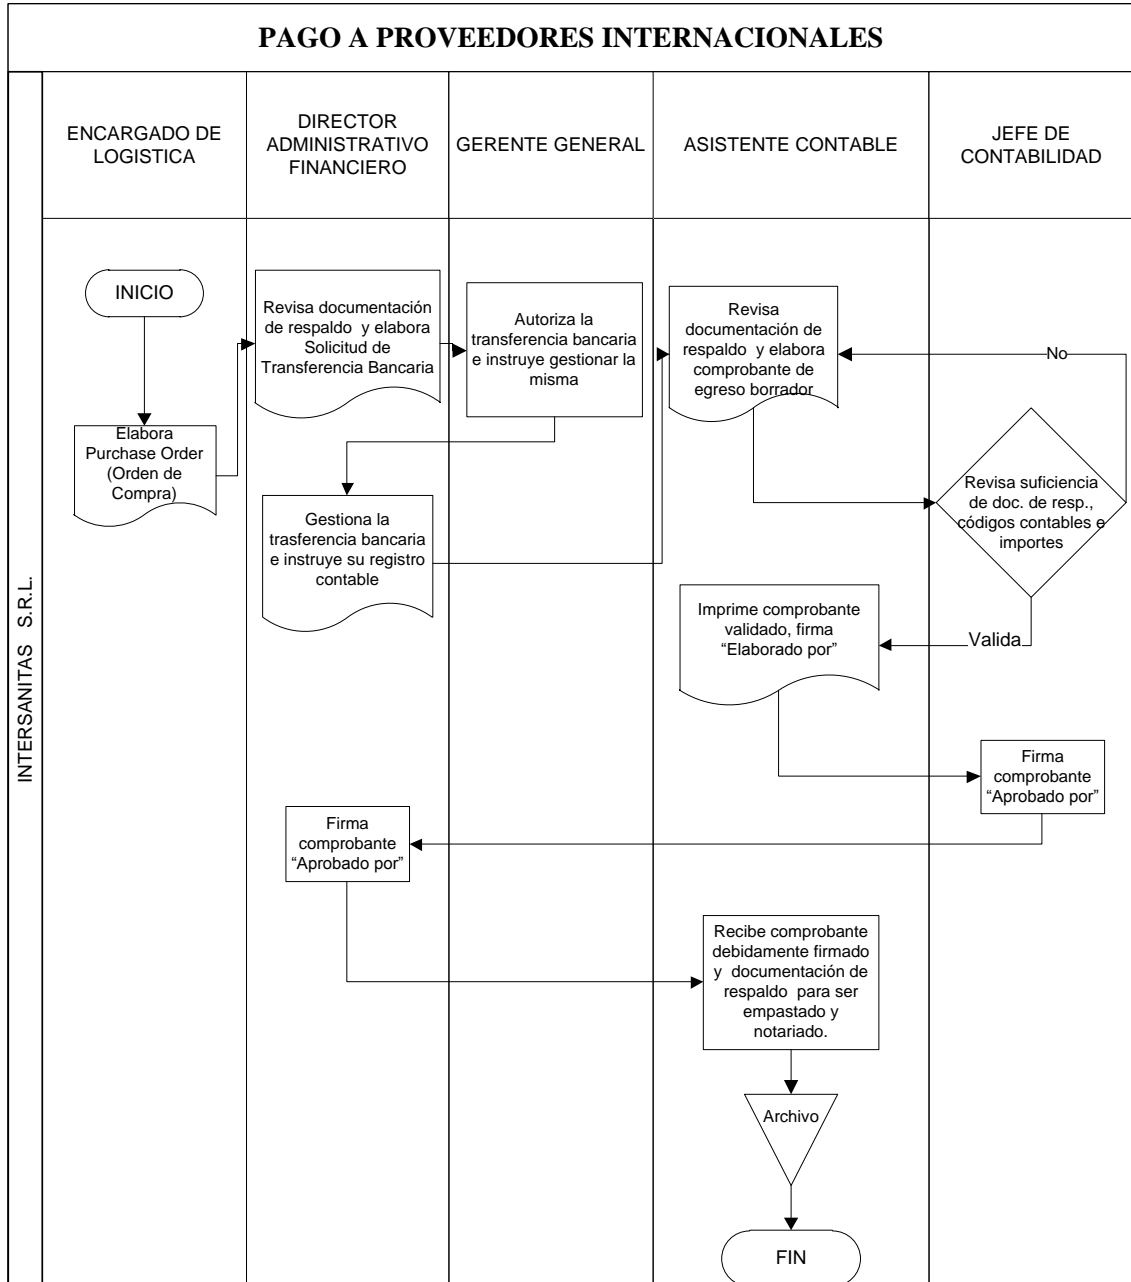 PAGO A PROVEEDORES INTERNACIONALES
INTERSANITAS S.R.L.
ENCARGADO DE
LOGISTICA
DIRECTOR
ADMINISTRATIVO
FINANCIERO
GERENTE GENERAL
ASISTENTE CONTABLE
JEFE DE
CONTABILIDAD
INICIO
Elabora
Purchase Order
(Orden de
Compra)
Revisa documentación
de respaldo y elabora
Solicitud de
Transferencia Bancaria
Autoriza la
transferencia bancaria
e instruye gestionar la
misma
Gestiona la
trasferencia bancaria
e instruye su registro
contable
Revisa
documentación de
respaldo y elabora
comprobante de
egreso borrador
No
Revisa suficiencia
de doc. de resp.,
códigos contables e
importes
Valida
Imprime comprobante
validado, firma
“Elaborado por”
Firma
comprobante
“Aprobado por”
Firma
comprobante
“Aprobado por”
Recibe comprobante
debidamente firmado
y documentación de
respaldo para ser
empastado y
notariado.
Archivo
FIN